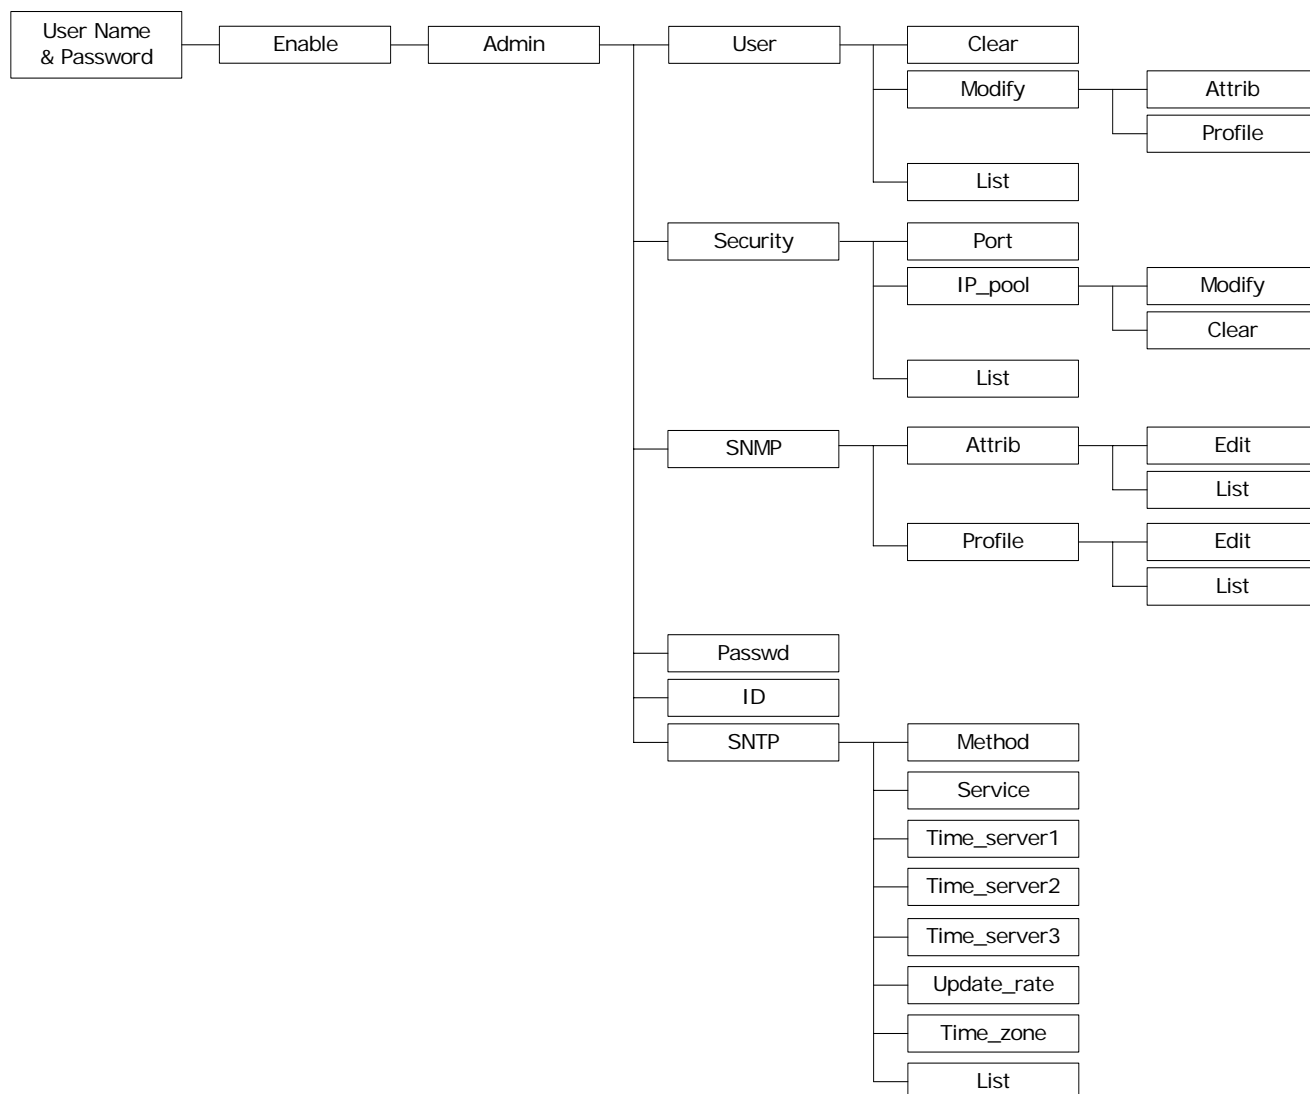 User Name
& Password
Enable
Admin
User
Clear
Modify
Attrib
Profile
List
Security
Port
IP_pool
Modify
Clear
List
SNMP
Attrib
Edit
List
Profile
Edit
List
Passwd
ID
SNTP
Method
Service
Time_server1
Time_server2
Time_server3
Update_rate
Time_zone
List